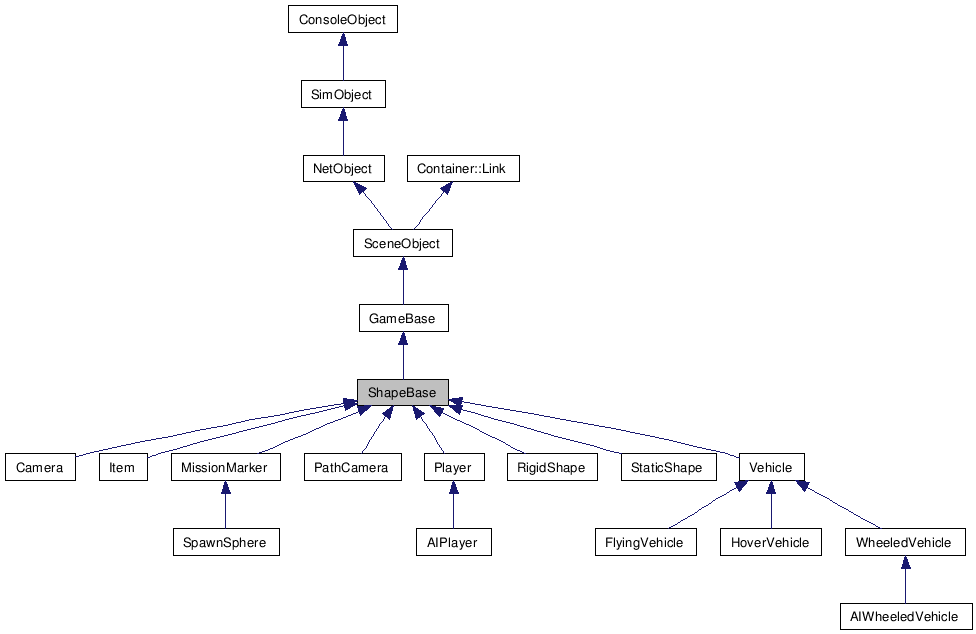 ConsoleObject
SimObject
NetObject
Container::Link
SceneObject
GameBase
ShapeBase
Camera
Item
MissionMarker
PathCamera
Player
RigidShape
StaticShape
Vehicle
SpawnSphere
AIPlayer
FlyingVehicle
HoverVehicle
WheeledVehicle
AIWheeledVehicle